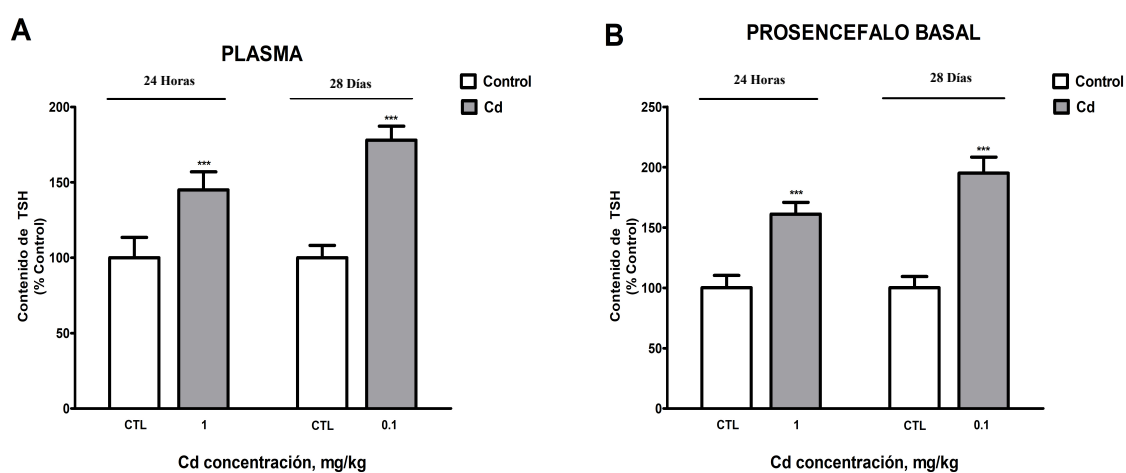 A
PLASMA
24 Horas
28 Días
Control
Cd
Contenido de TSH
(% Control)
200
150
100
50
0
***
***
CTL
1
CTL
0.1
Cd concentración, mg/kg
B
PROSENCEFALO BASAL
24 Horas
28 Días
Control
Cd
Contenido de TSH
(% Control)
250
200
150
100
50
0
***
***
CTL
1
CTL
0.1
Cd concentración, mg/kg